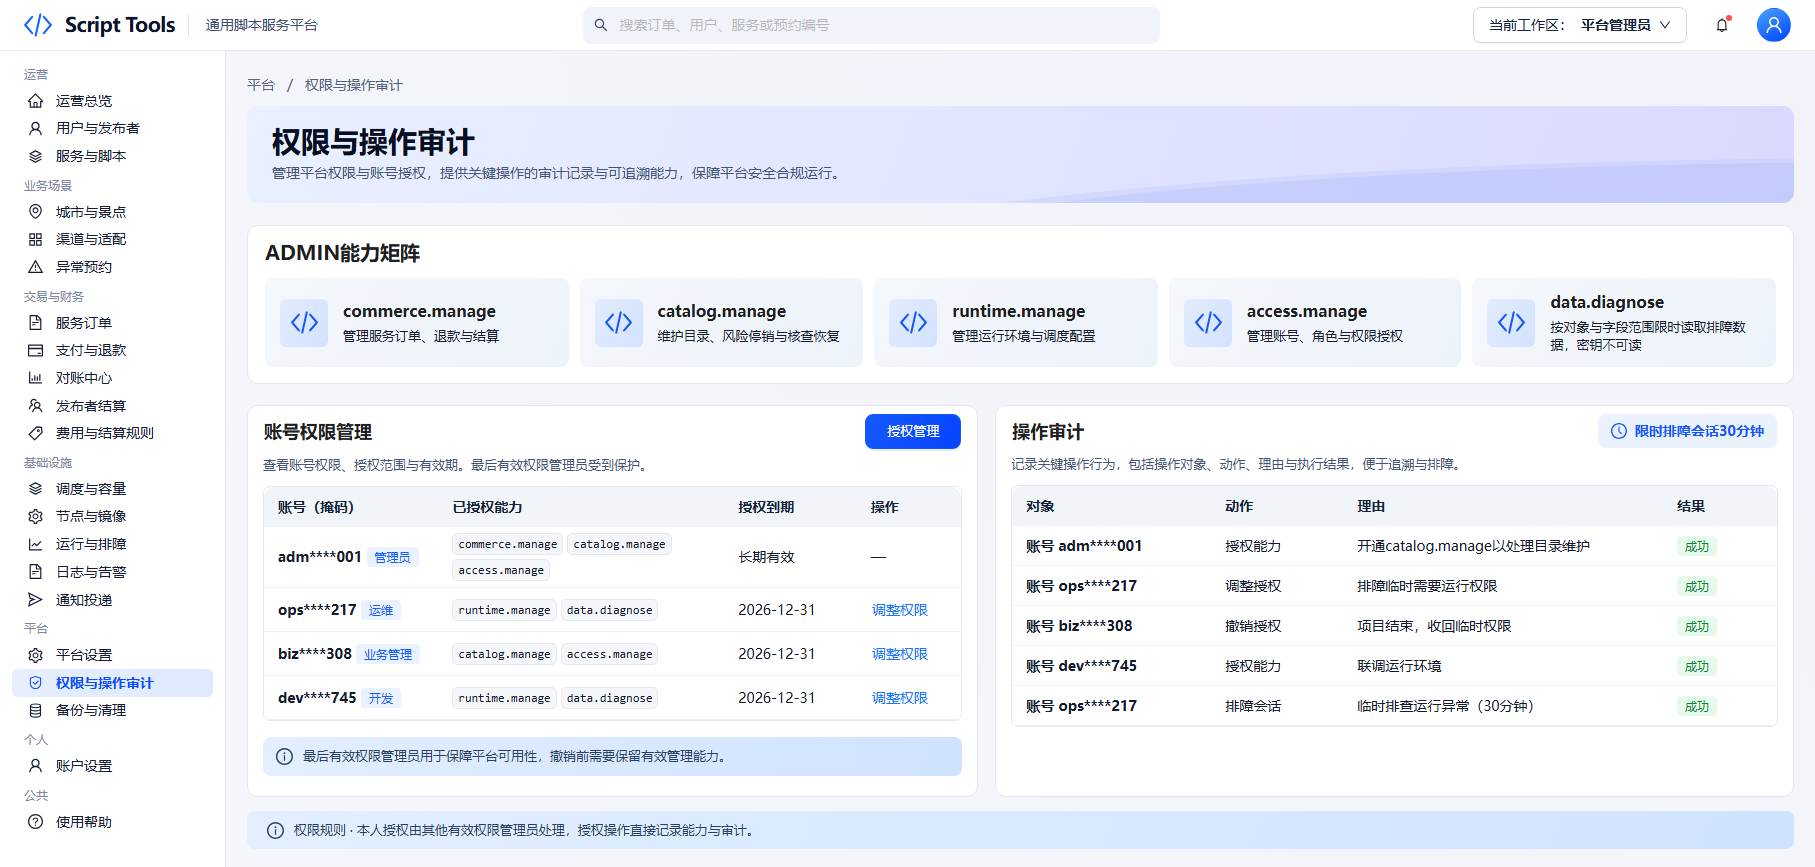 Script Tools
通用脚本服务平台
搜索订单、用户、服务或预约编号
当前工作区： 平台管理员
运营
运营总览
用户与发布者
服务与脚本
业务场景
城市与景点
渠道与适配
异常预约
交易与财务
服务订单
支付与退款
对账中心
发布者结算
费用与结算规则
基础设施
调度与容量
节点与镜像
运行与排障
日志与告警
通知投递
平台
平台设置
权限与操作审计
备份与清理
个人
账户设置
公共
使用帮助
平台 / 权限与操作审计
权限与操作审计
管理平台权限与账号授权，提供关键操作的审计记录与可追溯能力，保障平台安全合规运行。
ADMIN能力矩阵
commerce.manage
管理服务订单、退款与结算
catalog.manage
维护目录、风险停销与核查恢复
runtime.manage
管理运行环境与调度配置
access.manage
管理账号、角色与权限授权
data.diagnose
按对象与字段范围限时读取排障数
据，密钥不可读
账号权限管理
授权管理
查看账号权限、授权范围与有效期。最后有效权限管理员受到保护。
账号（掩码） 已授权能力 授权到期 操作
adm****001 管理员 commerce.manage catalog.manage 长期有效 —
access.manage
ops****217 运维 runtime.manage data.diagnose 2026-12-31 调整权限
biz****308 业务管理 catalog.manage access.manage 2026-12-31 调整权限
dev****745 开发 runtime.manage data.diagnose 2026-12-31 调整权限
最后有效权限管理员用于保障平台可用性，撤销前需要保留有效管理能力。
操作审计
限时排障会话30分钟
记录关键操作行为，包括操作对象、动作、理由与执行结果，便于追溯与排障。
对象 动作 理由 结果
账号 adm****001 授权能力 开通catalog.manage以处理目录维护 成功
账号 ops****217 调整授权 排障临时需要运行权限 成功
账号 biz****308 撤销授权 项目结束，收回临时权限 成功
账号 dev****745 授权能力 联调运行环境 成功
账号 ops****217 排障会话 临时排查运行异常（30分钟） 成功
权限规则 · 本人授权由其他有效权限管理员处理，授权操作直接记录能力与审计。